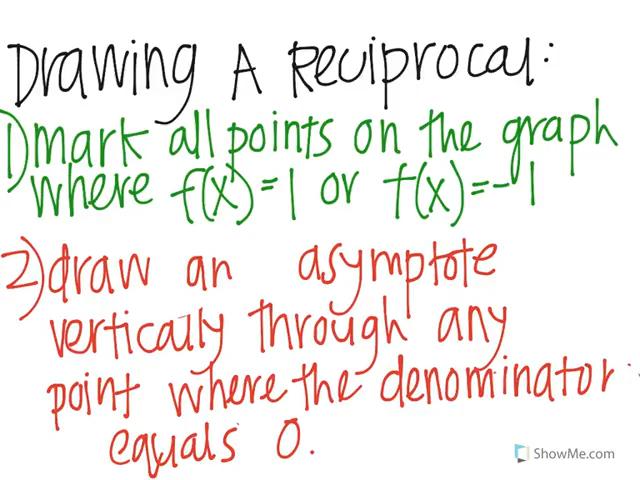 Drawing A Reciprocal:
1) mark all points on the graph
where f(x)=1 or f(x)=-1
2) draw an asymptote
vertically through any
point where the denominator
equals 0.
ShowMe.com